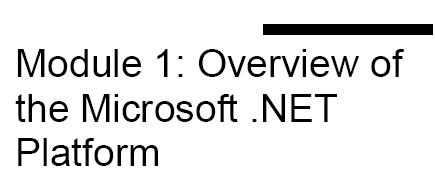 Module 1: Overview of
the Microsoft .NET
Platform